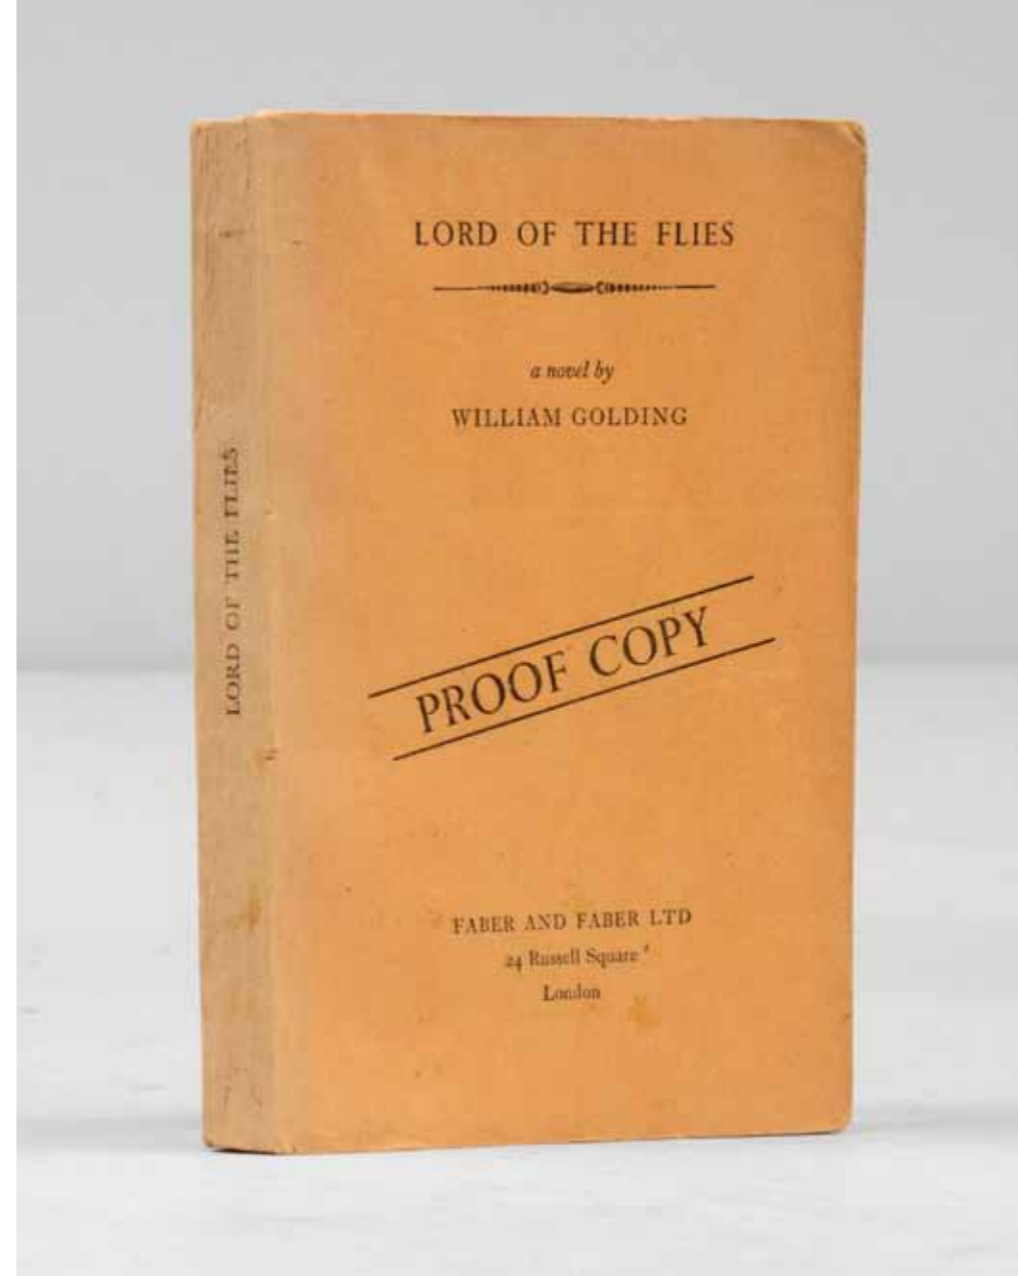 LORD OF THE FLIES
LORD OF THE FLIES
a novel by
WILLIAM GOLDING
PROOF COPY
FABER AND FABER LTD
24 Russell Square
London